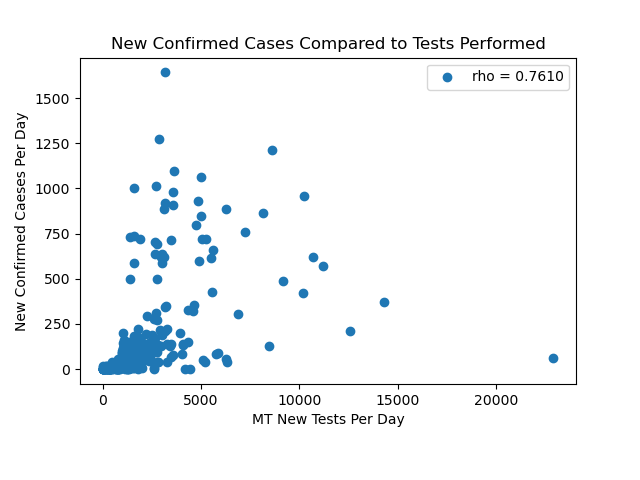 New Confirmed Cases Compared to Tests Performed
rho = 0.7610
1500
1250
1000
750
500
250
0
New Confirmed Caeses Per Day
0 5000 10000 15000 20000
MT New Tests Per Day